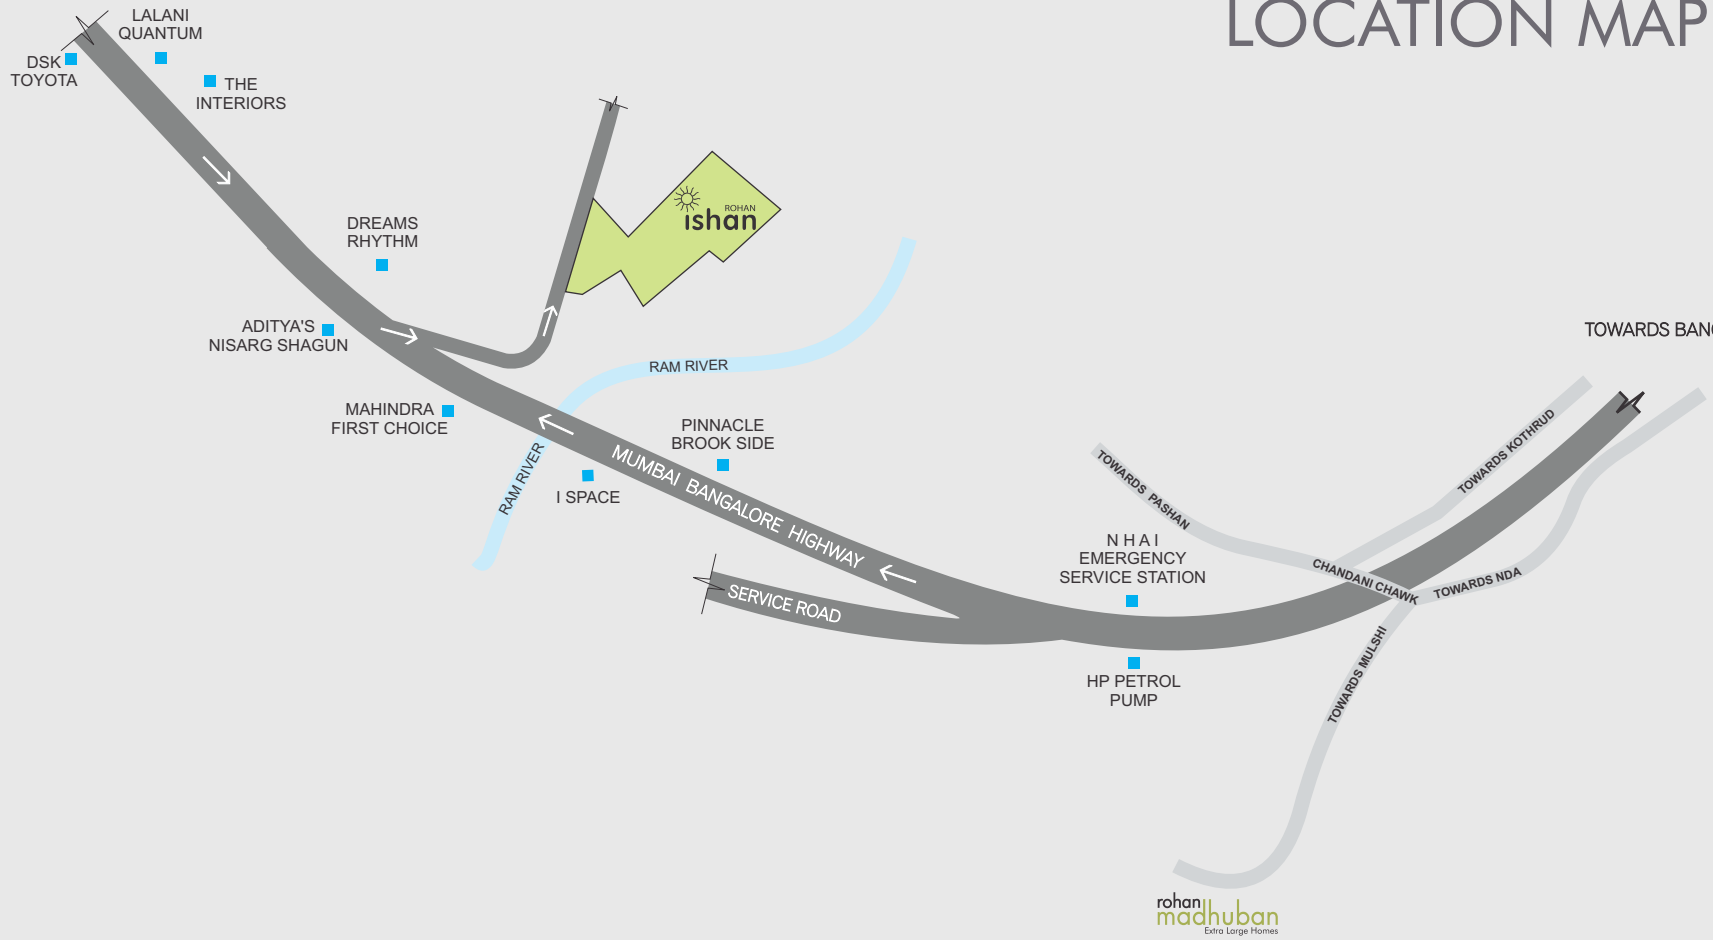 LOCATION MAP
LALANI
QUANTUM
DSK
TOYOTA
THE
INTERIORS
DREAMS
RHYTHM
ROHAN
ishan
ADITYA'S
NISARG SHAGUN
TOWARDS BANG
RAM RIVER
MAHINDRA
FIRST CHOICE
PINNACLE
BROOK SIDE
RAM RIVER
I SPACE
MUMBAI BANGALORE HIGHWAY
TOWARDS PASHAN
TOWARDS KOTHRUD
N H A I
EMERGENCY
SERVICE STATION
CHANDANI CHAWK
TOWARDS NDA
SERVICE ROAD
TOWARDS MULSHI
HP PETROL
PUMP
rohan
madhuban
Extra Large Homes